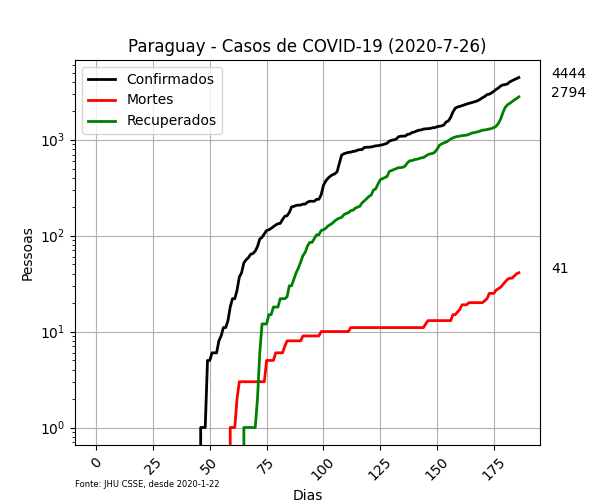 Paraguay - Casos de COVID-19 (2020-7-26)
Confirmados
Mortes
Recuperados
4444
2794
41
Pessoas
10³
10²
10¹
10⁰
0
25
50
75
100
125
150
175
Dias
Fonte: JHU CSSE, desde 2020-1-22